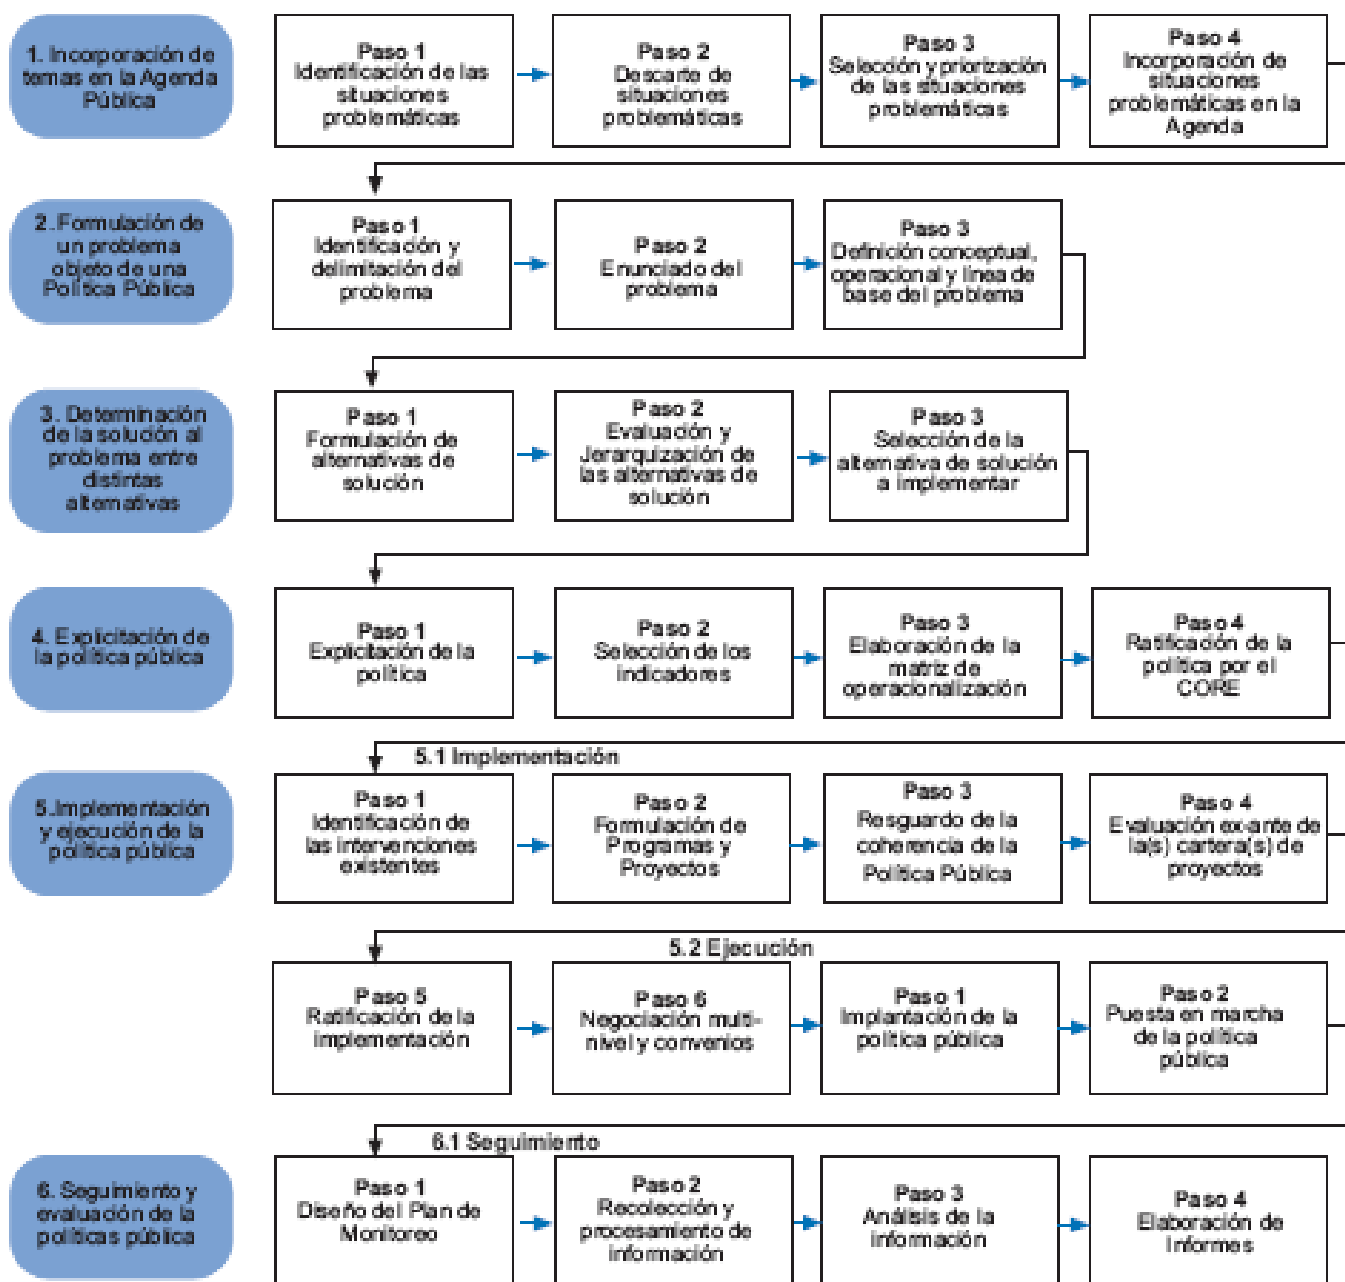 1. Incorporación de
temas en la Agenda
Pública
Paso 1
Identificación de las
situaciones
problemáticas
Paso 2
Descarte de
situaciones
problemáticas
Paso 3
Selección y priorización
de las situaciones
problemáticas
Paso 4
Incorporación de
situaciones
problemáticas en la
Agenda
2. Formulación de
un problema
objeto de una
Política Pública
Paso 1
Identificación y
delimitación del
problema
Paso 2
Enunciado del
problema
Paso 3
Definición conceptual,
operacional y línea de
base del problema
3. Determinación
de la solución al
problema entre
distintas
alternativas
Paso 1
Formulación de
alternativas de
solución
Paso 2
Evaluación y
Jerarquización de
las alternativas de
solución
Paso 3
Selección de la
alternativa de solución
a implementar
4. Explicitación de
la política pública
Paso 1
Explicitación de la
política
Paso 2
Selección de los
indicadores
Paso 3
Elaboración de la
matriz de
operacionalización
Paso 4
Ratificación de la
política por el
CORE
5.1 Implementación
5.Implementación
y ejecución de la
política pública
Paso 1
Identificación de
las intervenciones
existentes
Paso 2
Formulación de
Programas y
Proyectos
Paso 3
Resguardo de la
coherencia de la
Política Pública
Paso 4
Evaluación ex-ante de
la(s) cartera(s) de
proyectos
5.2 Ejecución
Paso 5
Ratificación de la
implementación
Paso 6
Negociación multi-
nivel y convenios
Paso 1
Implantación de la
política pública
Paso 2
Puesta en marcha
de la política
pública
6.1 Seguimiento
6. Seguimiento y
evaluación de la
políticas pública
Paso 1
Diseño del Plan de
Monitoreo
Paso 2
Recolección y
procesamiento de
información
Paso 3
Análisis de la
información
Paso 4
Elaboración de
Informes